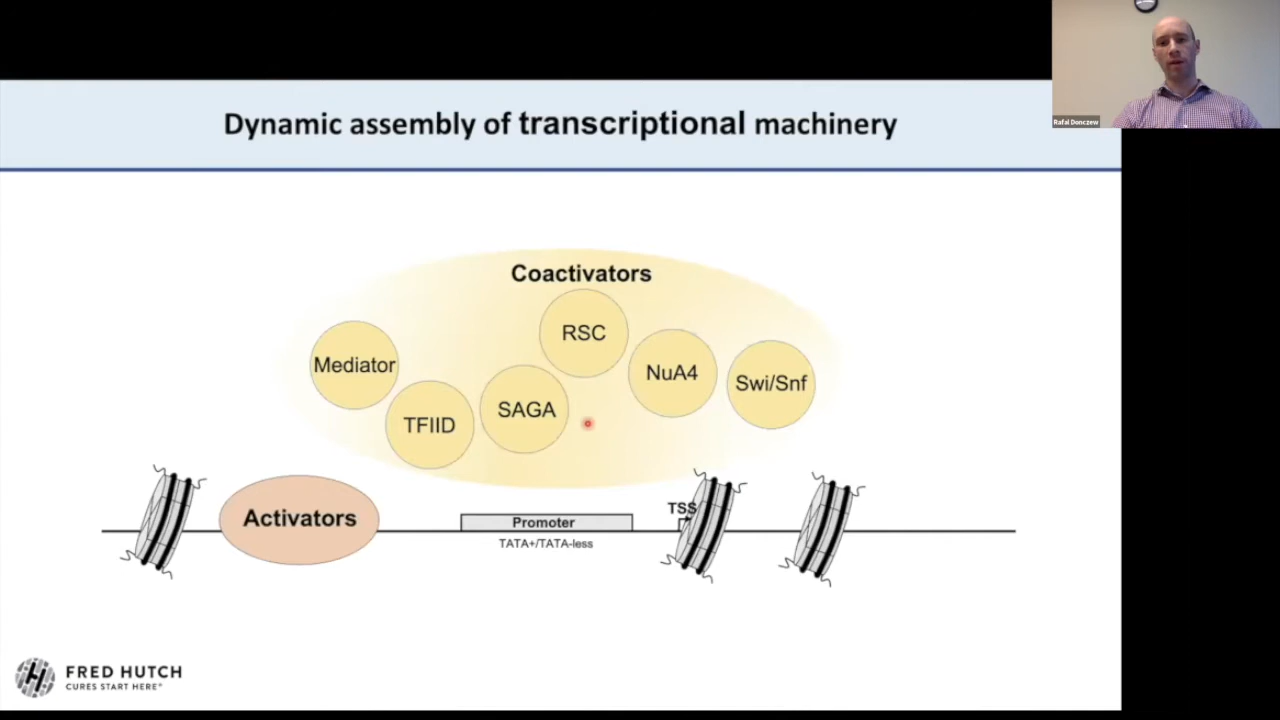 Rafal Donczew
Dynamic assembly of transcriptional machinery
Coactivators
RSC
Mediator
NuA4
Swi/Snf
SAGA
TFIID
Activators
TSS
Promoter
TATA+/TATA-less
FRED HUTCH
CURES START HERE™